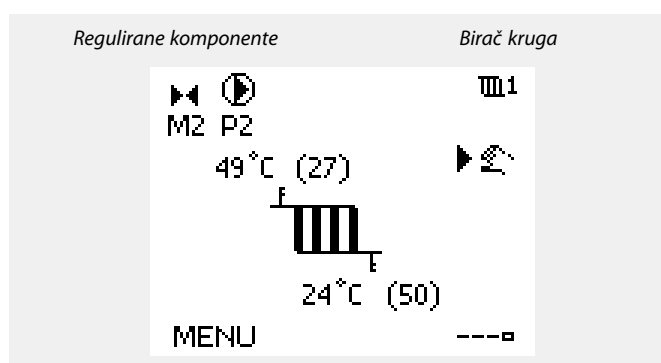 Regulirane komponente Birač kruga
1
M2 P2
49°C (27)
24°C (50)
MENU